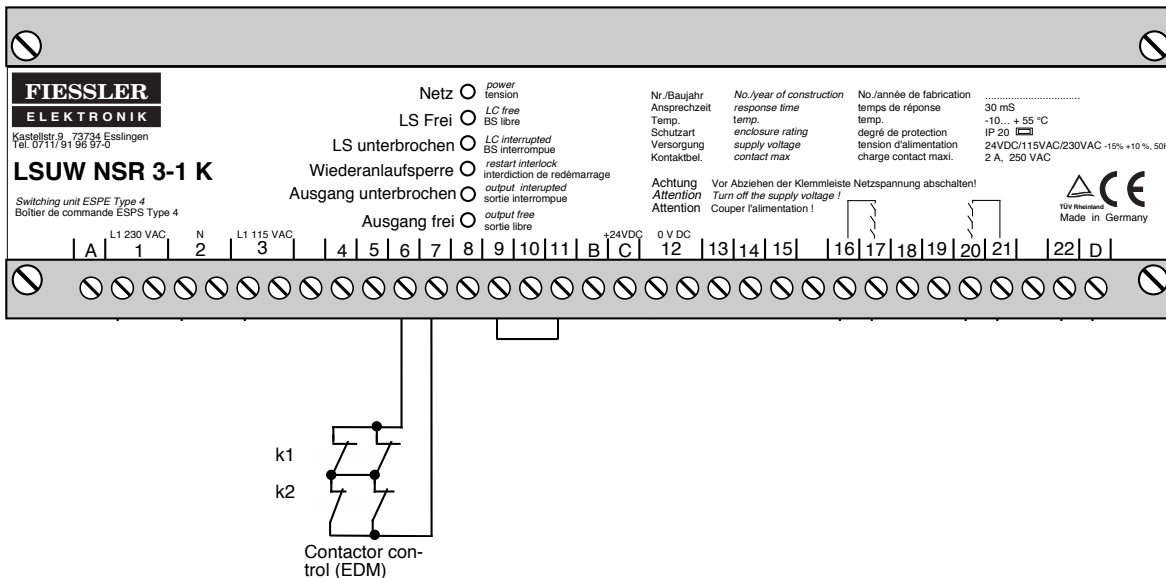 FIESSLER
ELEKTRONIK
Kastellstr.9 73734 Esslingen
Tel. 0711/ 91 96 97-0
LSUW NSR 3-1 K
Switching unit ESPE Type 4
Boîtier de commande ESPS Type 4
Netz power
tension
LS Frei LC free
BS libre
LS unterbrochen LC interrupted
BS interrompue
Wiederanlaufsperre restart interlock
interdiction de redémarrage
Ausgang unterbrochen output interupted
sortie interrompue
Ausgang frei output free
sortie libre
Nr./Baujahr No./year of construction No./année de fabrication ................................
Ansprechzeit response time temps de réponse 30 mS
Temp. temp. temp. -10... + 55 °C
Schutzart enclosure rating degré de protection IP 20
Versorgung supply voltage tension d'alimentation 24VDC/115VAC/230VAC -15% +10 %, 50H
Kontaktbel. contact max charge contact maxi. 2 A, 250 VAC
Achtung Vor Abziehen der Klemmleiste Netzspannung abschalten!
Attention Turn off the supply voltage !
Attention Couper l'alimentation !
TÜV Rheinland
CE
Made in Germany
L1 230 VAC N L1 115 VAC +24VDC 0 V DC
A 1 2 3 4 5 6 7 8 9 10 11 B C 12 13 14 15 16 17 18 19 20 21 22 D
k1
k2
Contactor con-
trol (EDM)